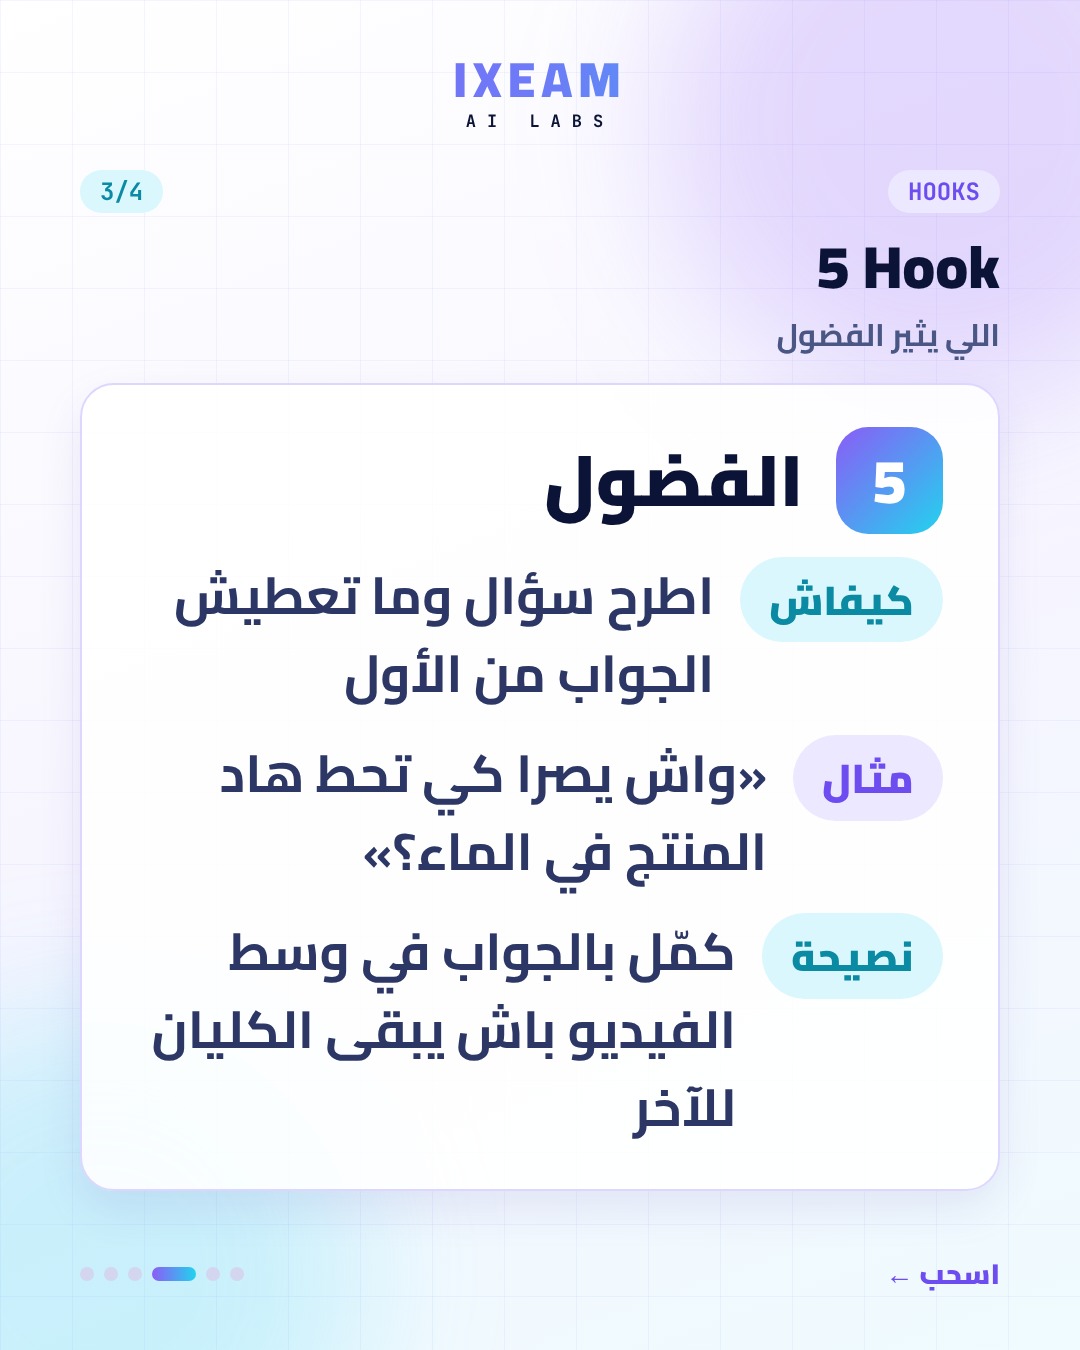 IXEAM
AI LABS
HOOKS
3/4
5 Hook
اللي يثير الفضول
5
الفضول
كيفاش
اطرح سؤال وما تعطيش
الجواب من الأول
مثال
«واش يصرا كي تحط هاد
المنتج في الماء؟»
نصيحة
كمّل بالجواب في وسط
الفيديو باش يبقى الكليان
للآخر
اسحب ←